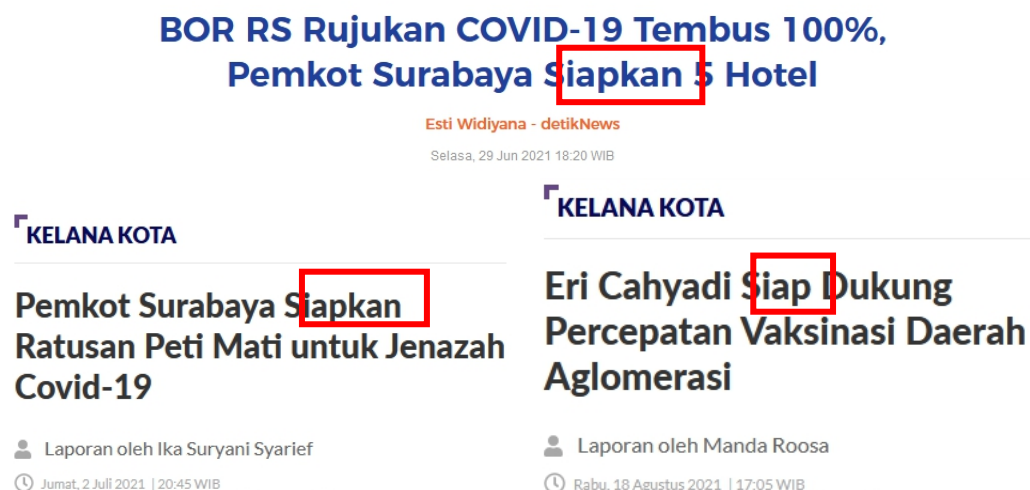 BOR RS Rujukan COVID-19 Tembus 100%,
Pemkot Surabaya Siapkan 5 Hotel
Esti Widiyana - detikNews
Selasa, 29 Jun 2021 18:20 WIB
KELANA KOTA
Pemkot Surabaya Siapkan
Ratusan Peti Mati untuk Jenazah
Covid-19
Laporan oleh Ika Suryani Syarief
Jumat, 2 Juli 2021 | 20:45 WIB
KELANA KOTA
Eri Cahyadi Siap Dukung
Percepatan Vaksinasi Daerah
Aglomerasi
Laporan oleh Manda Roosa
Rabu, 18 Agustus 2021 | 17:05 WIB